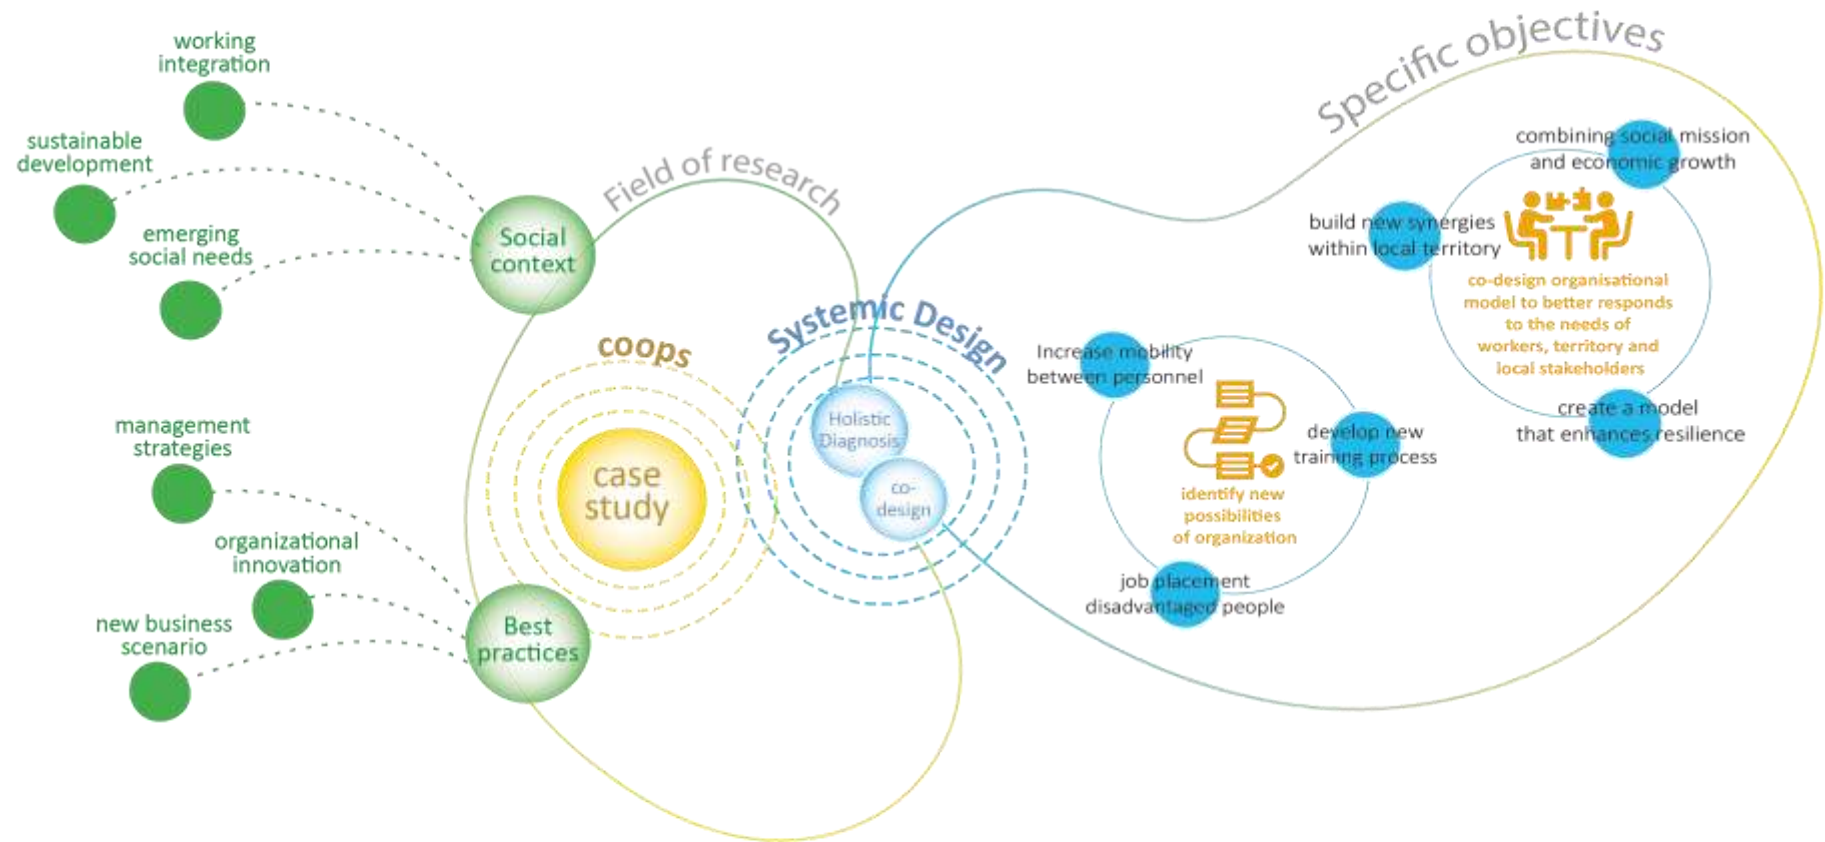 working
integration
sustainable
development
emerging
social needs
Social
context
Field of research
management
strategies
organizational
innovation
new business
scenario
Best
practices
coops
case
study
Systemic Design
Holistic
Diagnosis
co-
design
Specific objectives
Increase mobility
between personnel
develop new
training process
job placement
disadvantaged people
identify new
possibilities
of organization
combining social mission
and economic growth
build new synergies
within local territory
create a model
that enhances resilience
co-design organisational
model to better responds
to the needs of
workers, territory and
local stakeholders